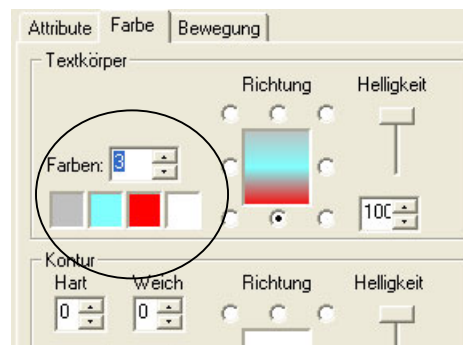 Attribute Farbe Bewegung
Textkörper
Richtung Helligkeit
Farben: 3
100
Kontur
Hart Weich Richtung Helligkeit
0 0